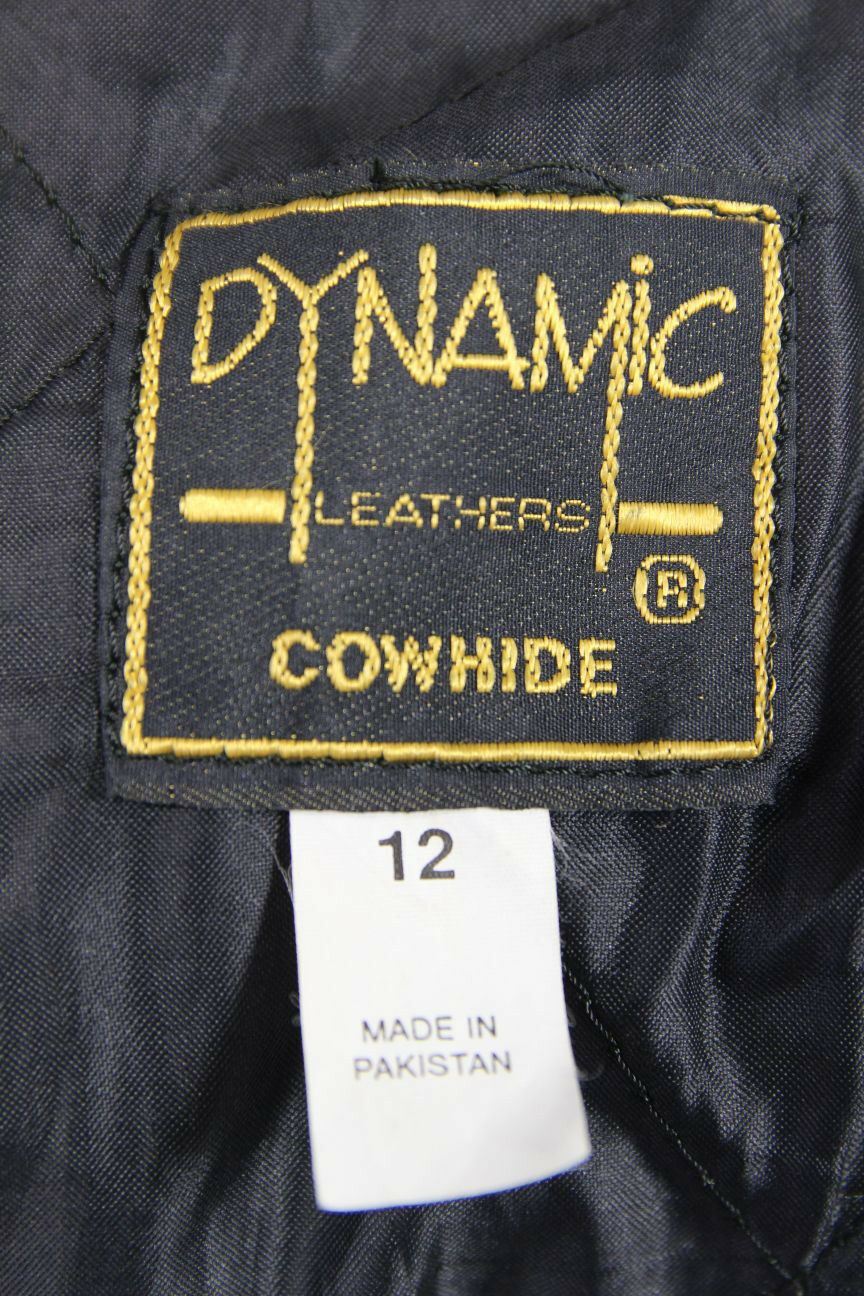 DYNAMiC
LEATHERS
®
COWHIDE
12
MADE IN
PAKISTAN